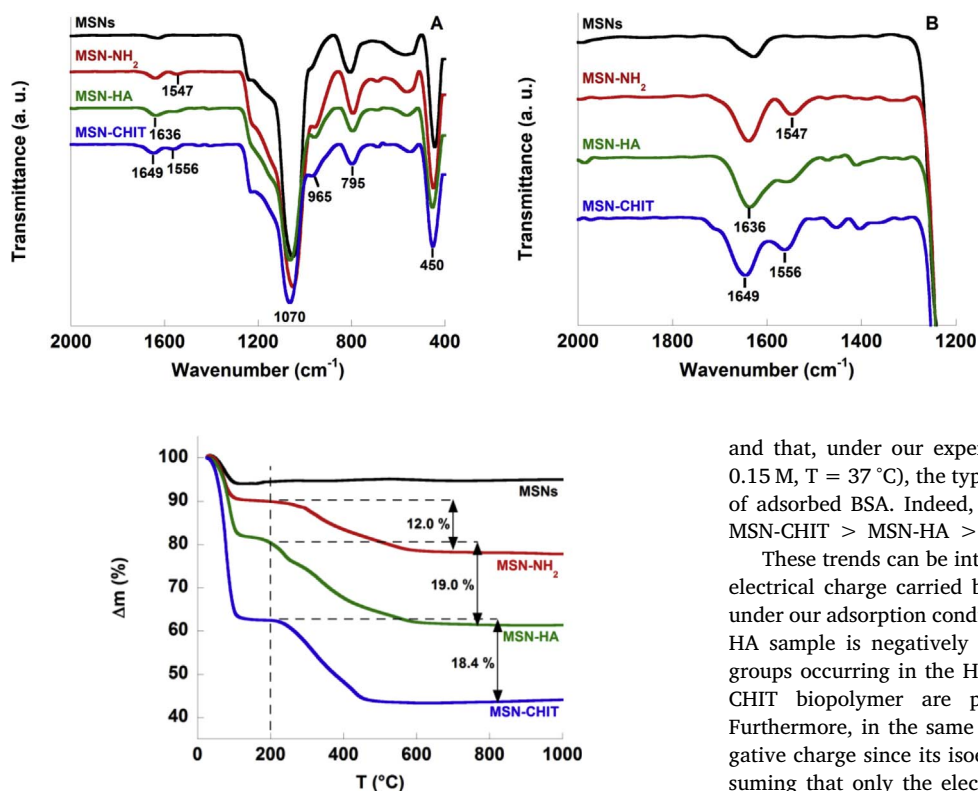 MSNs
A
MSN-NH₂
1547
MSN-HA
1636
MSN-CHIT
1649
1556
965
795
450
1070
Transmittance (a. u.)
2000
1600
1200
800
400
Wavenumber (cm⁻¹)
MSNs
B
MSN-NH₂
1547
MSN-HA
1636
MSN-CHIT
1556
1649
Transmittance (a. u.)
2000
1800
1600
1400
1200
Wavenumber (cm⁻¹)
100
90
80
70
60
50
40
Δm (%)
MSNs
12.0 %
MSN-NH₂
19.0 %
MSN-HA
18.4 %
MSN-CHIT
0
200
400
600
800
1000
T (°C)
and that, under our exper
0.15 M, T = 37 °C), the typ
of adsorbed BSA. Indeed,
MSN-CHIT > MSN-HA >
These trends can be int
electrical charge carried b
under our adsorption cond
HA sample is negatively
groups occurring in the H
CHIT biopolymer are p
Furthermore, in the same
gative charge since its isoe
suming that only the elec